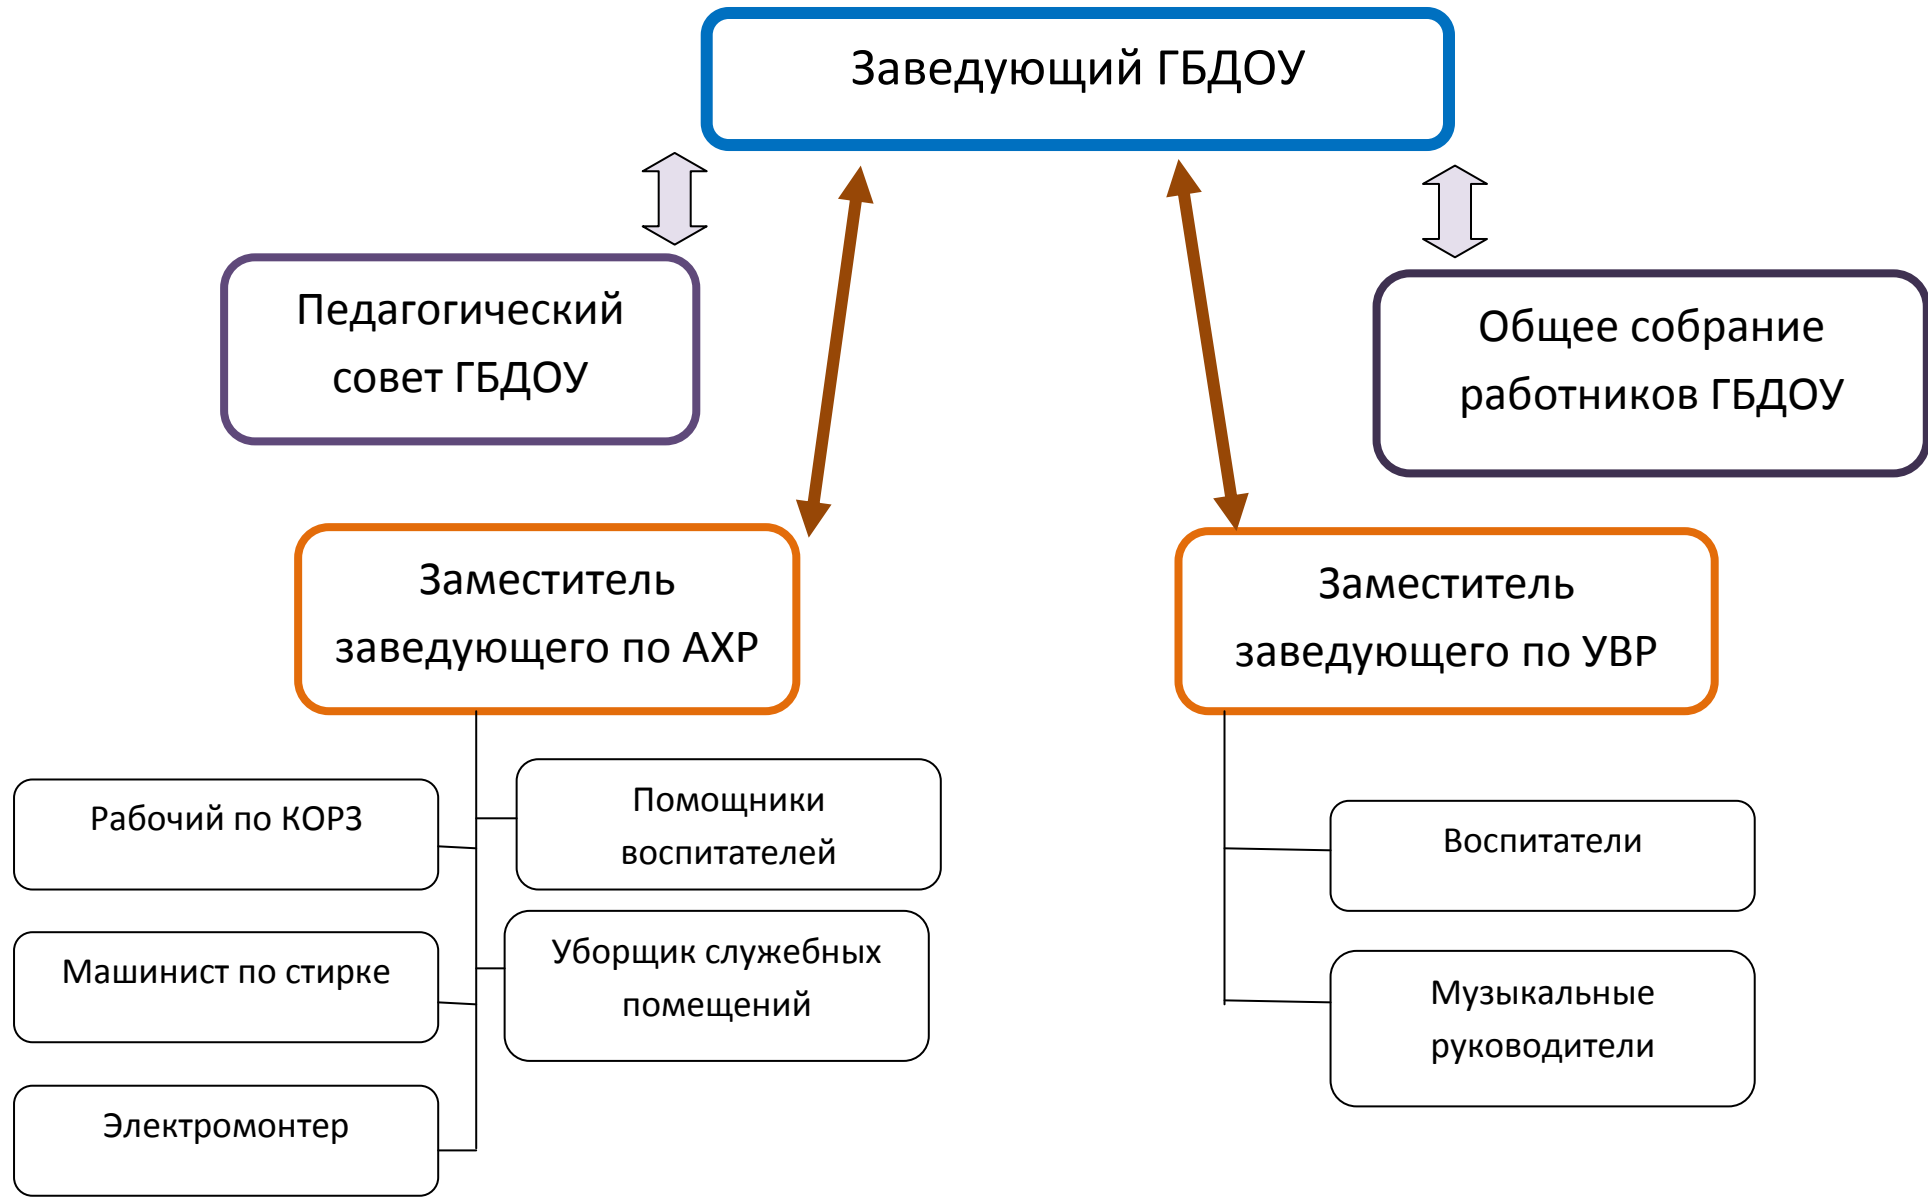 Заведующий ГБДОУ
Педагогический
совет ГБДОУ
Общее собрание
работников ГБДОУ
Заместитель
заведующего по АХР
Заместитель
заведующего по УВР
Рабочий по КОРЗ
Помощники
воспитателей
Машинист по стирке
Уборщик служебных
помещений
Электромонтер
Воспитатели
Музыкальные
руководители